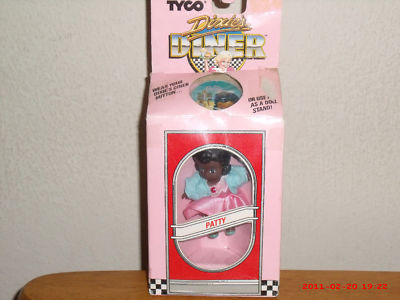 TYCO
Dixie's
DINER
WEAR YOUR
DIXIE'S DINER
BUTTON...
OR USE IT
AS A DOLL
STAND!
PATTY
2011-02-20 19:22